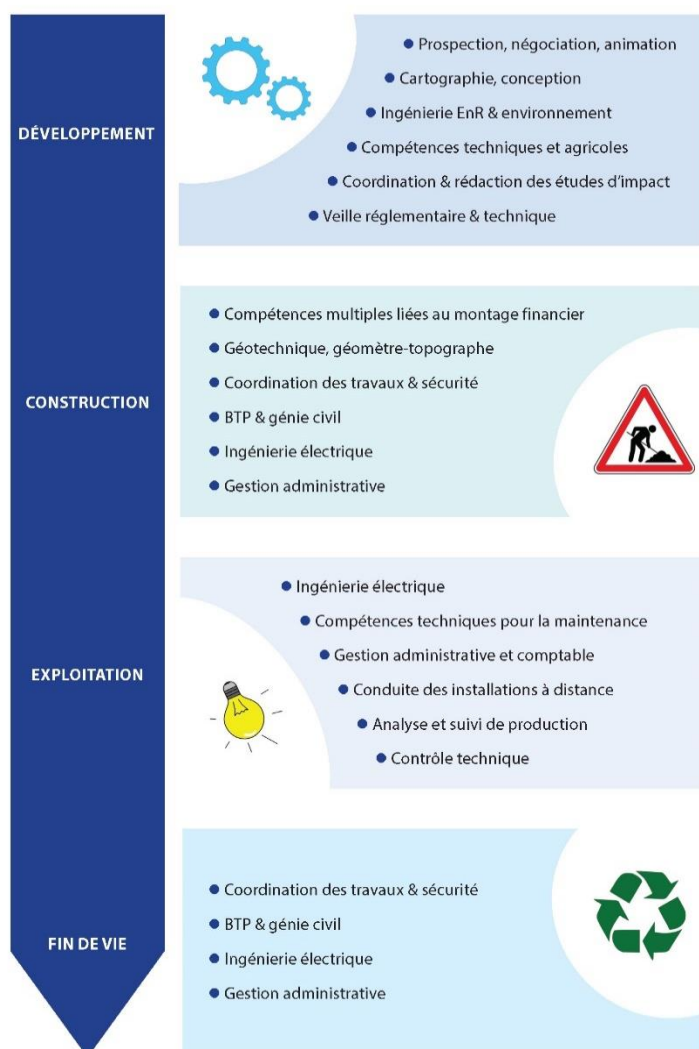 DÉVELOPPEMENT
Prospection, négociation, animation
Cartographie, conception
Ingénierie EnR & environnement
Compétences techniques et agricoles
Coordination & rédaction des études d'impact
Veille réglementaire & technique
CONSTRUCTION
Compétences multiples liées au montage financier
Géotechnique, géomètre-topographe
Coordination des travaux & sécurité
BTP & génie civil
Ingénierie électrique
Gestion administrative
EXPLOITATION
Ingénierie électrique
Compétences techniques pour la maintenance
Gestion administrative et comptable
Conduite des installations à distance
Analyse et suivi de production
Contrôle technique
FIN DE VIE
Coordination des travaux & sécurité
BTP & génie civil
Ingénierie électrique
Gestion administrative